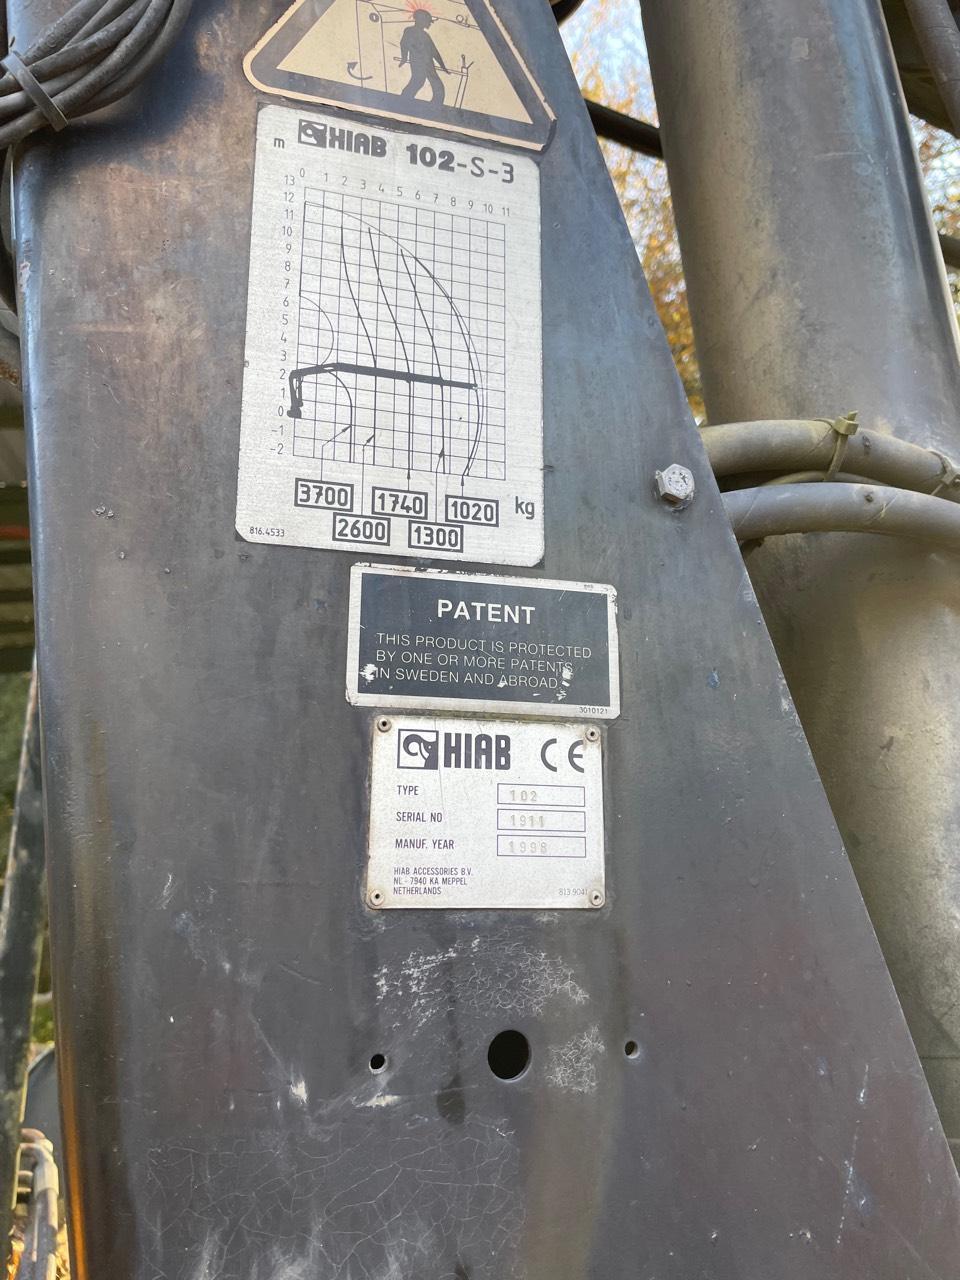 HIAB 102-S-3
m
0 1 2 3 4 5 6 7 8 9 10 11
13
12
11
10
9
8
7
6
5
4
3
2
1
0
-1
-2
3700 1740 1020 kg
2600 1300
816.4533
PATENT
THIS PRODUCT IS PROTECTED
BY ONE OR MORE PATENTS
IN SWEDEN AND ABROAD
3010121
HIAB CE
TYPE 102
SERIAL NO 1911
MANUF. YEAR 1998
HIAB ACCESSORIES B.V.
NL - 7940 KA MEPPEL
NETHERLANDS
813.9041